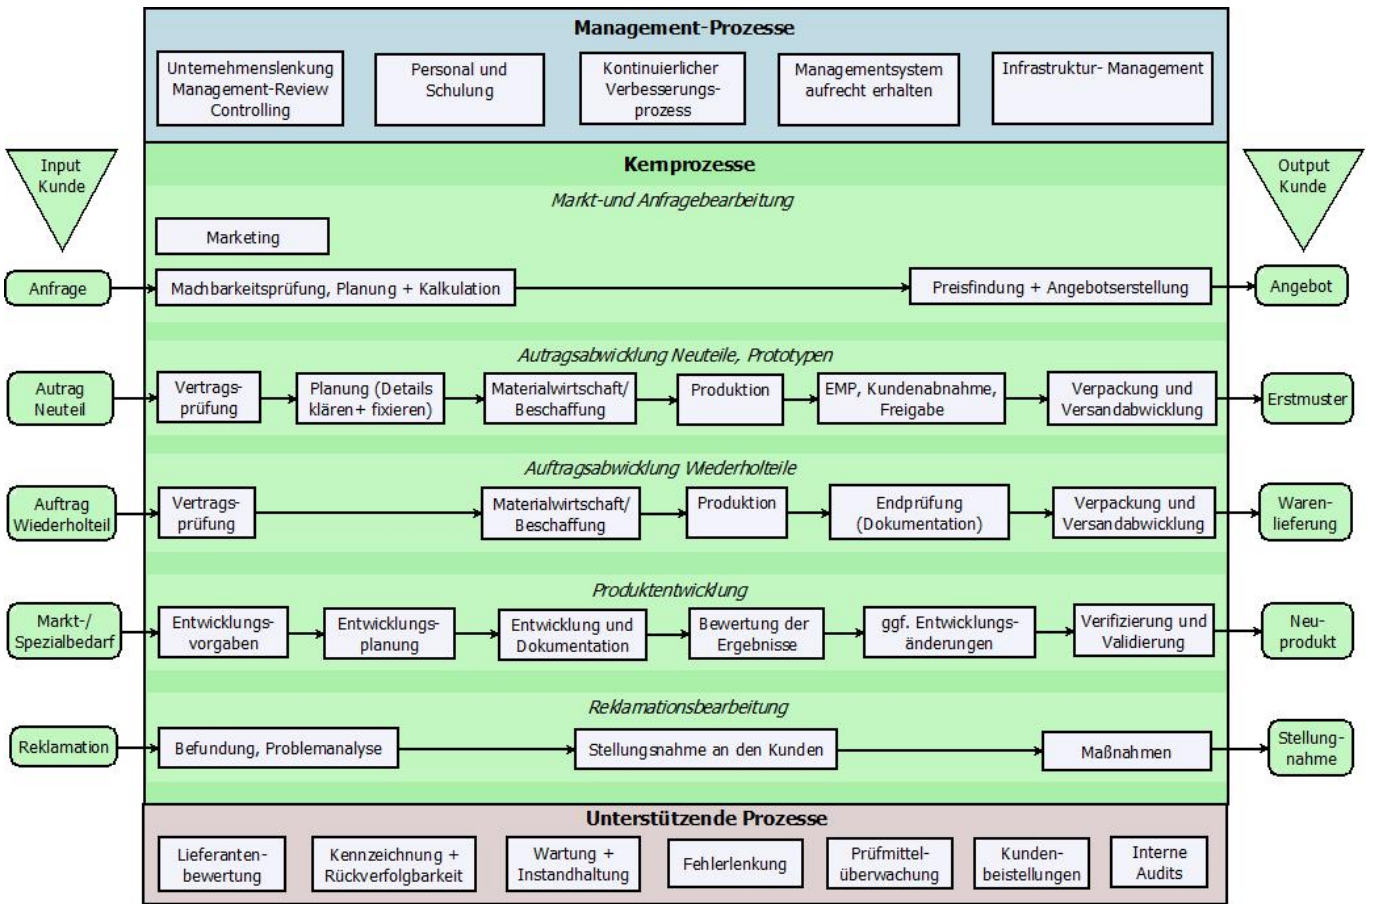 Management-Prozesse
Unternehmenslenkung
Management-Review
Controlling
Personal und
Schulung
Kontinuierlicher
Verbesserungs-
prozess
Managementsystem
aufrecht erhalten
Infrastruktur- Management
Input
Kunde
Output
Kunde
Kernprozesse
Markt-und Anfragebearbeitung
Marketing
Anfrage
Machbarkeitsprüfung, Planung + Kalkulation
Preisfindung + Angebotserstellung
Angebot
Autragsabwicklung Neuteile, Prototypen
Autrag
Neuteil
Vertrags-
prüfung
Planung (Details
klären+ fixieren)
Materialwirtschaft/
Beschaffung
Produktion
EMP, Kundenabnahme,
Freigabe
Verpackung und
Versandabwicklung
Erstmuster
Auftragsabwicklung Wiederholteile
Auftrag
Wiederholteil
Vertrags-
prüfung
Materialwirtschaft/
Beschaffung
Produktion
Endprüfung
(Dokumentation)
Verpackung und
Versandabwicklung
Waren-
lieferung
Produktentwicklung
Markt-/
Spezialbedarf
Entwicklungs-
vorgaben
Entwicklungs-
planung
Entwicklung und
Dokumentation
Bewertung der
Ergebnisse
ggf. Entwicklungs-
änderungen
Verifizierung und
Validierung
Neu-
produkt
Reklamationsbearbeitung
Reklamation
Befundung, Problemanalyse
Stellungsnahme an den Kunden
Maßnahmen
Stellung-
nahme
Unterstützende Prozesse
Lieferanten-
bewertung
Kennzeichnung +
Rückverfolgbarkeit
Wartung +
Instandhaltung
Fehlerlenkung
Prüfmittel-
überwachung
Kunden-
beistellungen
Interne
Audits